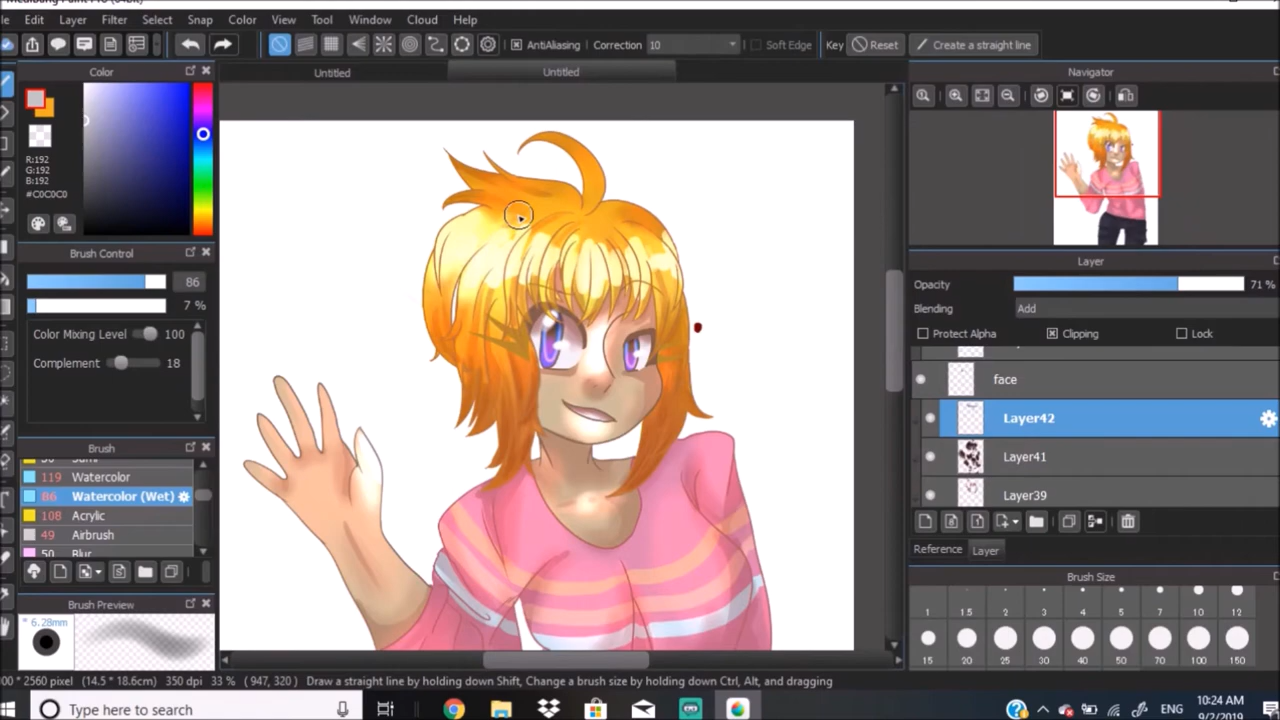 Edit Layer Filter Select Snap Color View Tool Window Cloud Help
AntiAliasing Correction 10 Soft Edge Key Reset Create a straight line
Color
Untitled
Untitled
Navigator
R:192
G:192
B:192
#C0C0C0
Brush Control
86
7 %
Color Mixing Level 100
Complement 18
Brush
119 Watercolor
86 Watercolor (Wet)
108 Acrylic
49 Airbrush
50 Blur
Brush Preview
* 6.28mm
Layer
Opacity 71 %
Blending Add
Protect Alpha Clipping Lock
face
Layer42
Layer41
Layer39
Reference Layer
Brush Size
1 1.5 2 3 4 5 7 10 12
15 20 25 30 40 50 70 100 150
00 * 2560 pixel (14.5 * 18.6cm) 350 dpi 33 % ( 947, 320 ) Draw a straight line by holding down Shift, Change a brush size by holding down Ctrl, Alt, and dragging
Type here to search
ENG
10:24 AM
9/2/2019